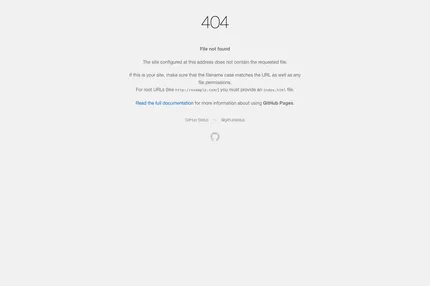 404
File not found
The site configured at this address does not contain the requested file.
If this is your site, make sure that the filename case matches the URL as well as any
file permissions.
For root URLs (like http://example.com/) you must provide an index.html file.
Read the full documentation for more information about using GitHub Pages.
GitHub Status — @githubstatus